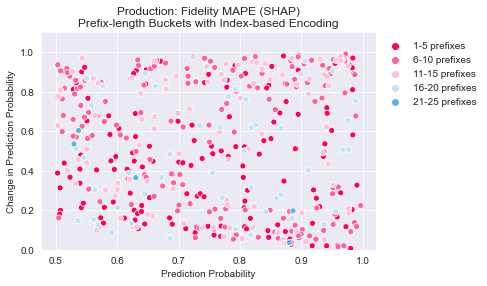 Production: Fidelity MAPE (SHAP)
Prefix-length Buckets with Index-based Encoding
1-5 prefixes
6-10 prefixes
11-15 prefixes
16-20 prefixes
21-25 prefixes
Change in Prediction Probability
1.0
0.8
0.6
0.4
0.2
0.0
0.5
0.6
0.7
0.8
0.9
1.0
Prediction Probability